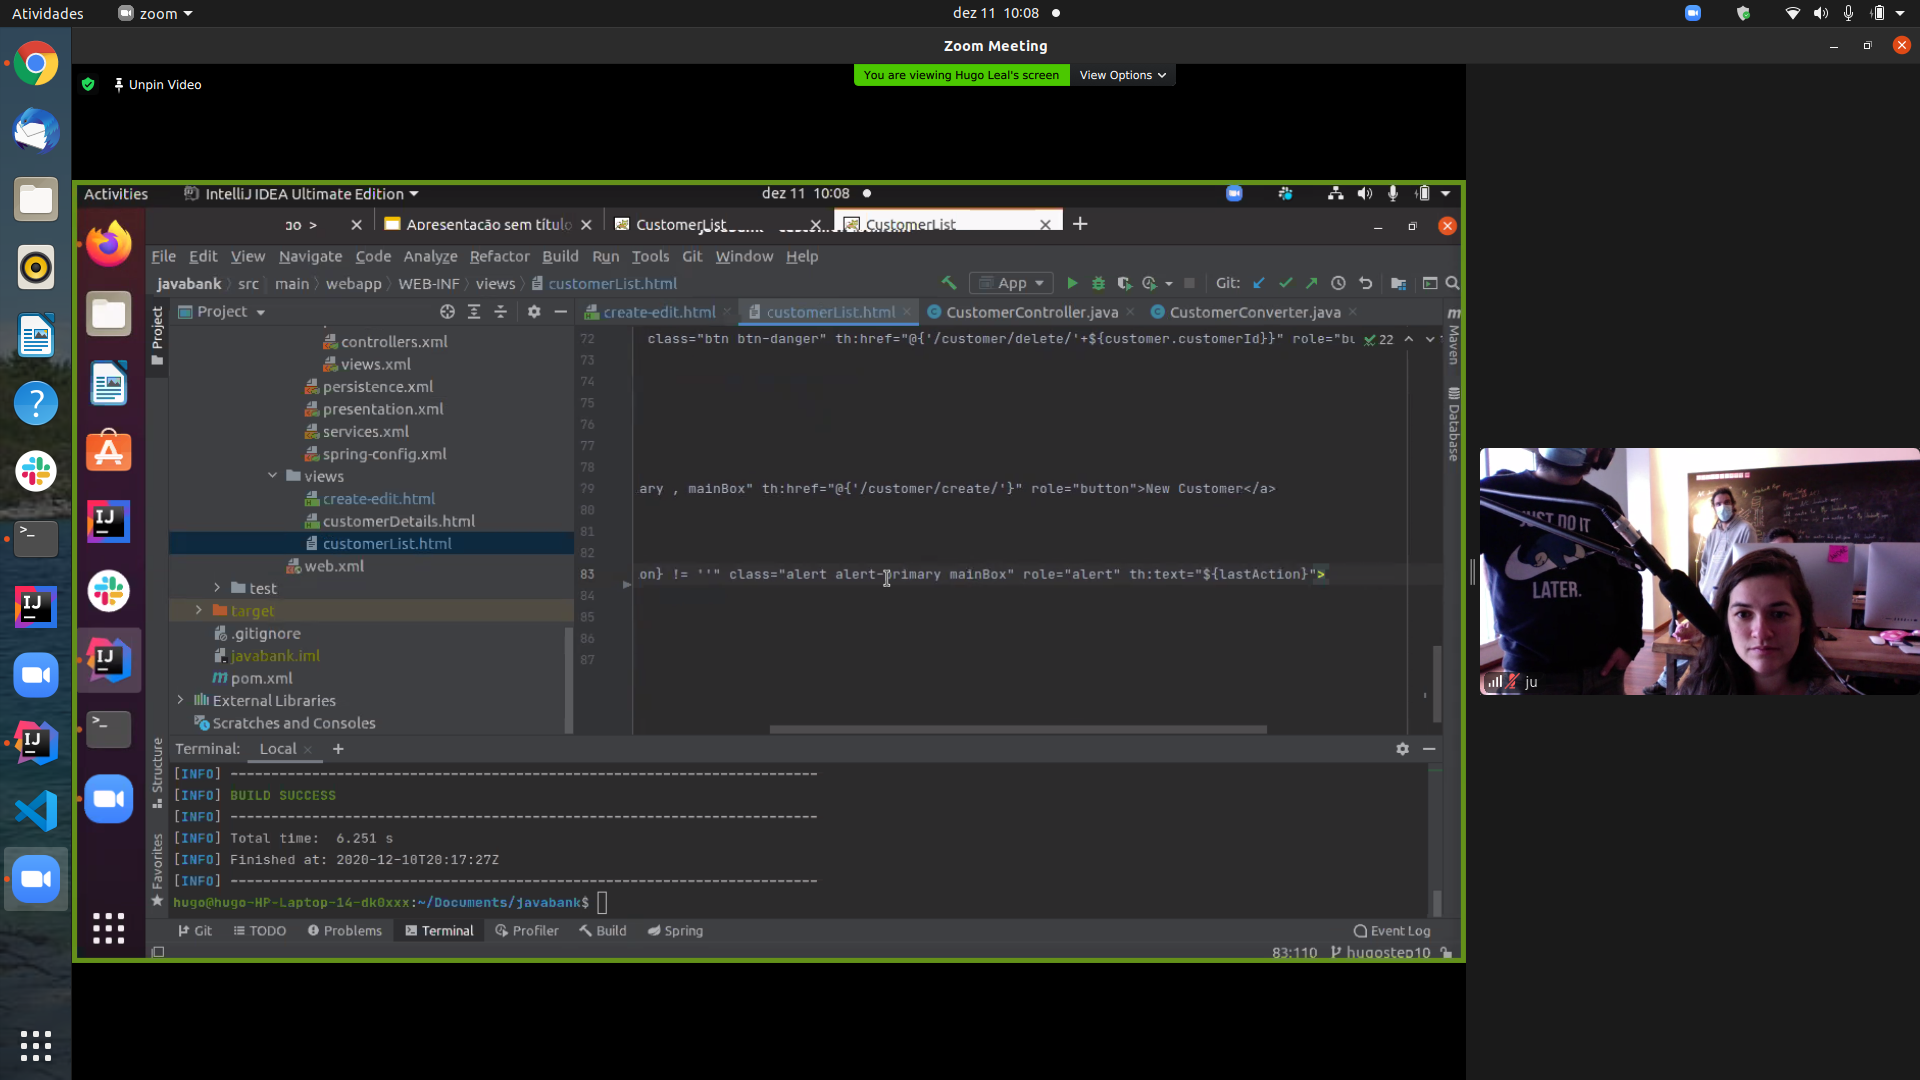 Atividades
zoom
dez 11 10:08
Zoom Meeting
Unpin Video
You are viewing Hugo Leal's screen
View Options
Activities
IntelliJ IDEA Ultimate Edition
dez 11 10:08
ao >
Apresentação sem título
CustomerList
CustomerList
File Edit View Navigate Code Analyze Refactor Build Run Tools Git Window Help
javabank > src > main > webapp > WEB-INF > views > customerList.html
App
Git:
Project
Project
create-edit.html
customerList.html
CustomerController.java
CustomerConverter.java
Maven
Database
controllers.xml
views.xml
persistence.xml
presentation.xml
services.xml
spring-config.xml
views
create-edit.html
customerDetails.html
customerList.html
web.xml
test
target
.gitignore
javabank.iml
pom.xml
External Libraries
Scratches and Consoles
72 class="btn btn-danger" th:href="@{'/customer/delete/'+${customer.customerId}}" role="bu
22
73
74
75
76
77
78
79 ary , mainBox" th:href="@{'/customer/create/'}" role="button">New Customer</a>
80
81
82
83 on} != ''" class="alert alert-primary mainBox" role="alert" th:text="${lastAction}">
84
85
86
87
Structure
Favorites
Terminal: Local +
[INFO] ------------------------------------------------------------------------
[INFO] BUILD SUCCESS
[INFO] ------------------------------------------------------------------------
[INFO] Total time:  6.251 s
[INFO] Finished at: 2020-12-10T20:17:27Z
[INFO] ------------------------------------------------------------------------
hugo@hugo-HP-Laptop-14-dk0xxx:~/Documents/javabank$
Git TODO Problems Terminal Profiler Build Spring
Event Log
83:110 hugostep10
JUST DO IT
LATER.
ju